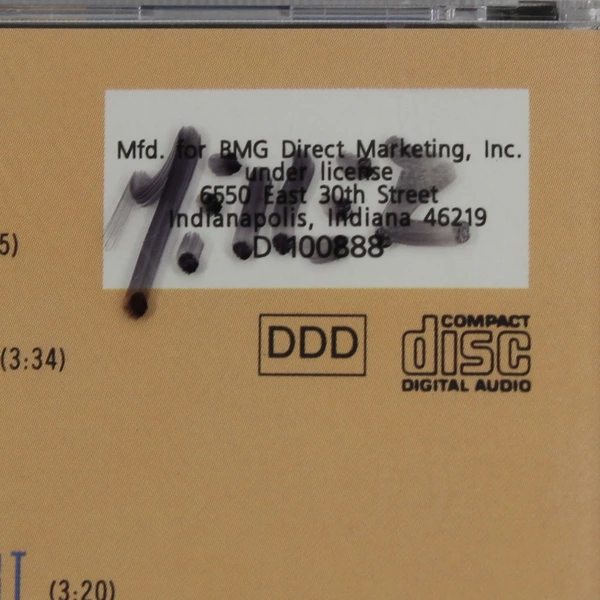 Mfd. for BMG Direct Marketing, Inc.
under license
6550 East 30th Street
Indianapolis, Indiana 46219
D 100888
5)
DDD
COMPACT
disc
DIGITAL AUDIO
(3:34)
T (3:20)